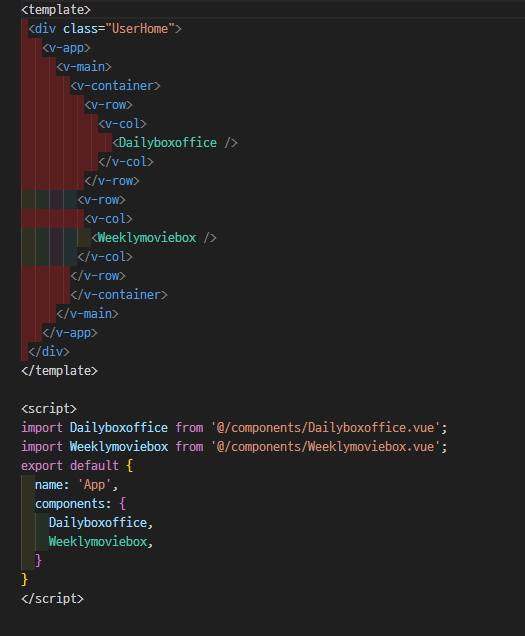 <template>
 <div class="UserHome">
   <v-app>
     <v-main>
       <v-container>
         <v-row>
           <v-col>
             <Dailyboxoffice />
           </v-col>
         </v-row>
        <v-row>
         <v-col>
          <Weeklymoviebox />
        </v-col>
       </v-row>
       </v-container>
     </v-main>
   </v-app>
 </div>
</template>

<script>
import Dailyboxoffice from '@/components/Dailyboxoffice.vue';
import Weeklymoviebox from '@/components/Weeklymoviebox.vue';
export default {
  name: 'App',
  components: {
    Dailyboxoffice,
    Weeklymoviebox,
  }
}
</script>